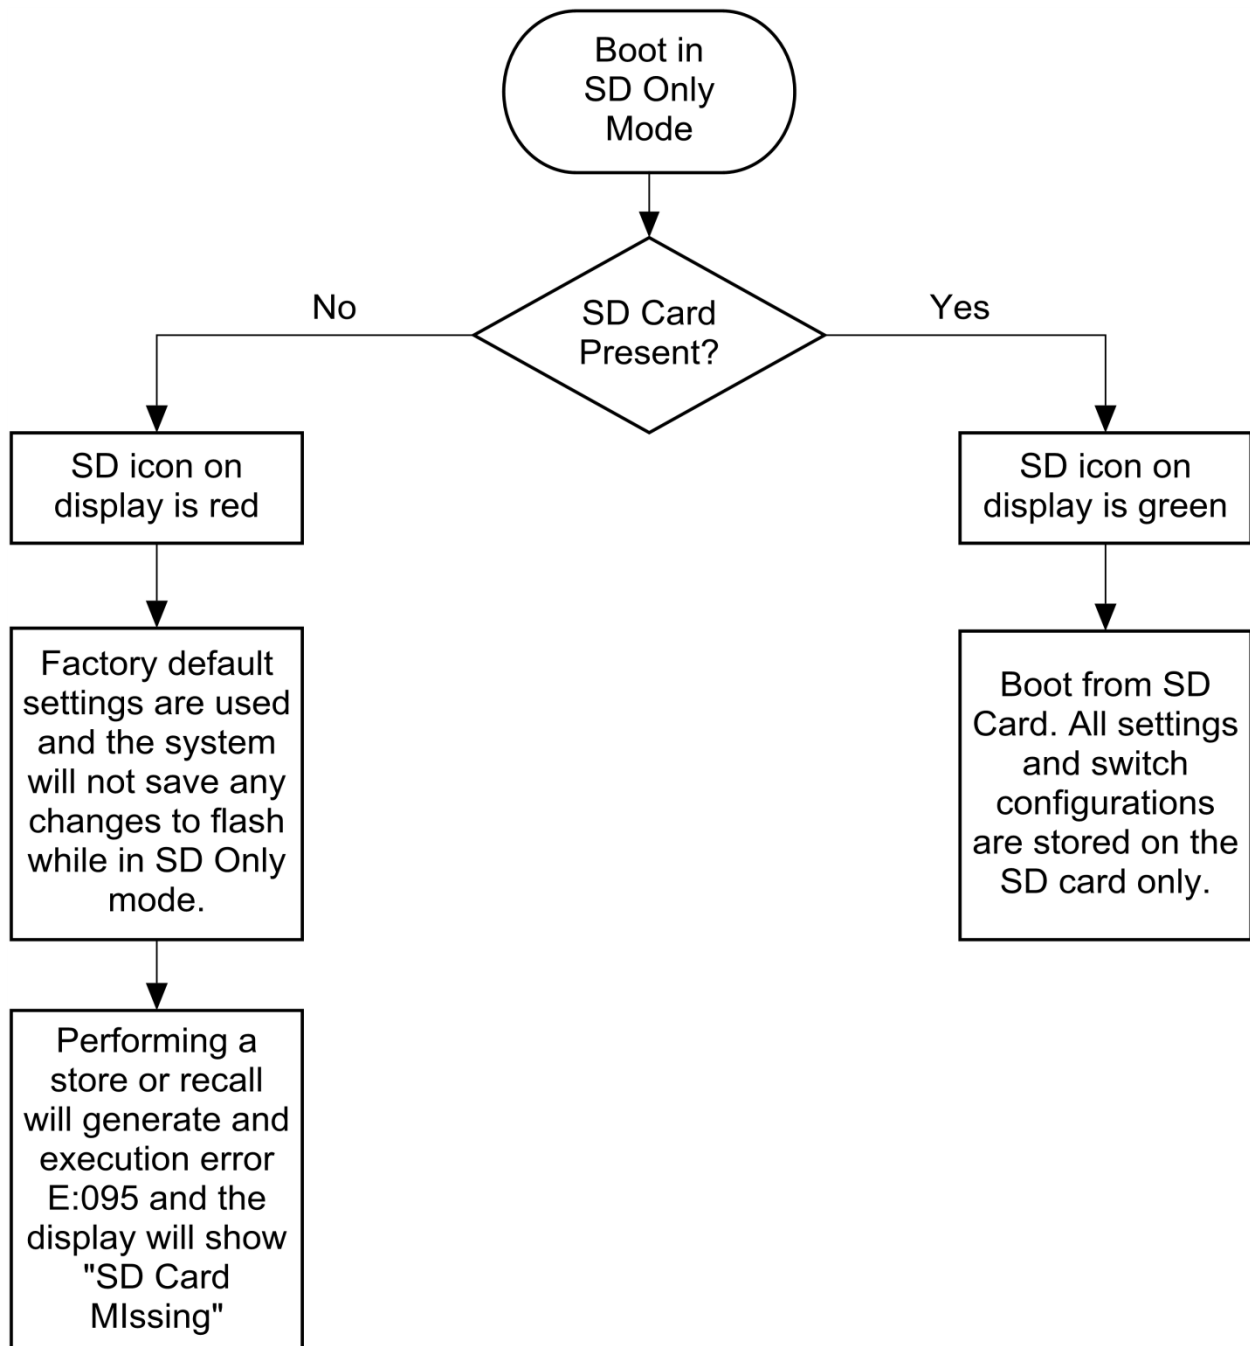 Boot in
SD Only
Mode
SD Card
Present?
No
Yes
SD icon on
display is red
SD icon on
display is green
Factory default
settings are used
and the system
will not save any
changes to flash
while in SD Only
mode.
Boot from SD
Card. All settings
and switch
configurations
are stored on the
SD card only.
Performing a
store or recall
will generate and
execution error
E:095 and the
display will show
"SD Card
MIssing"